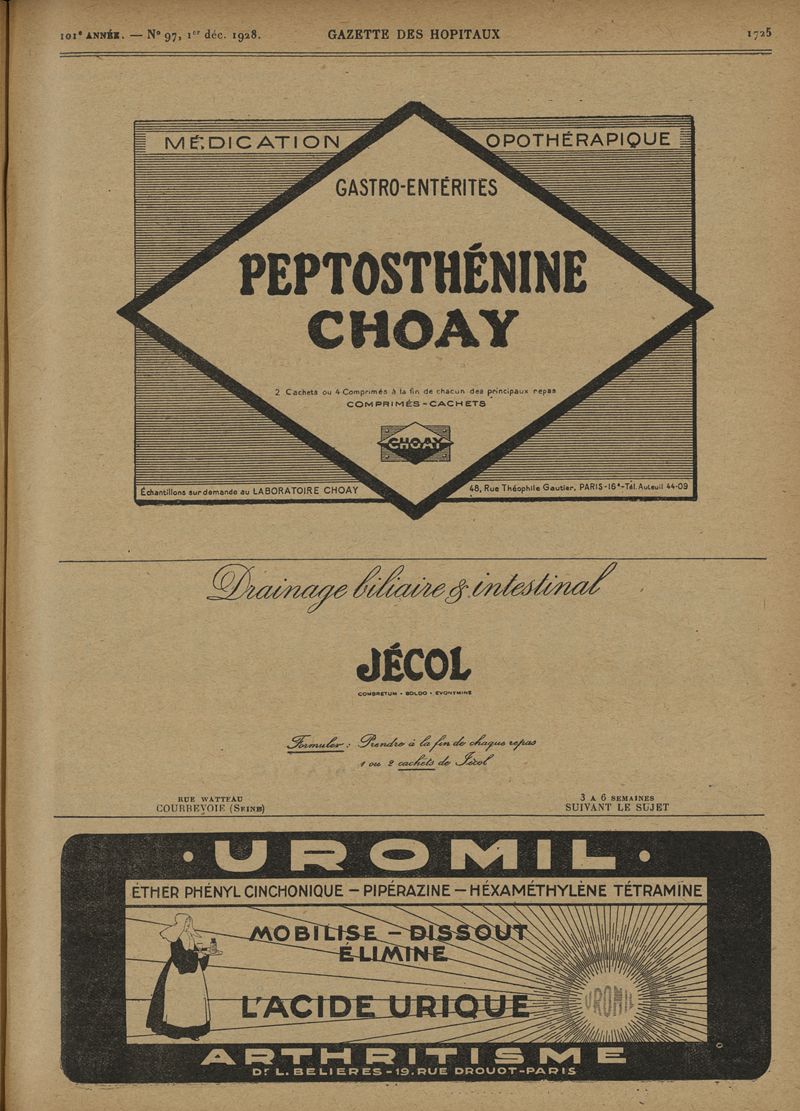 101e ANNÉE. — No 97, 1er déc. 1928.
GAZETTE DES HOPITAUX
1725
MÉDICATION OPOTHÉRAPIQUE
GASTRO-ENTÉRITES
PEPTOSTHÉNINE
CHOAY
2 Cachets ou 4 Comprimés à la fin de chacun des principaux repas
COMPRIMÉS - CACHETS
CHOAY
Échantillons sur demande au LABORATOIRE CHOAY
48, Rue Théophile Gautier, PARIS-16e-Tél. Auteuil 44-09
Drainage biliaire & intestinal
JÉCOL
COMBRETUM • BOLDO • EVONYMINE
Formuler : Prendre à la fin de chaque repas
1 ou 2 cachets de Jécol
RUE WATTEAU
COURBEVOIE (SEINE)
3 A 6 SEMAINES
SUIVANT LE SUJET
• UROMIL •
ÉTHER PHÉNYL CINCHONIQUE — PIPÉRAZINE — HÉXAMÉTHYLÈNE TÉTRAMINE
MOBILISE — DISSOUT
ÉLIMINE
L'ACIDE URIQUE
UROMIL
ARTHRITISME
Dr L. BELIERES - 19. RUE DROUOT - PARIS